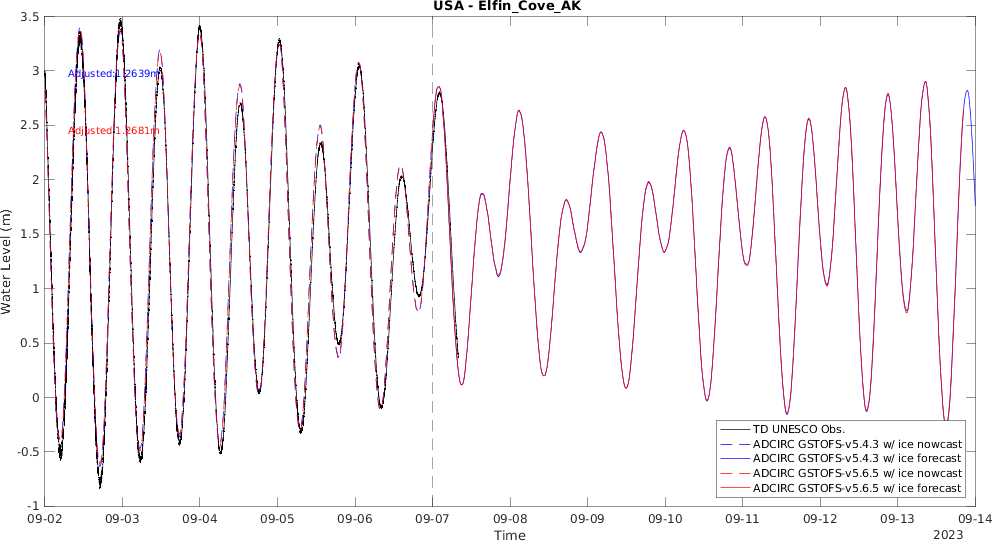 USA - Elfin_Cove_AK
3.5
3
2.5
2
1.5
1
0.5
0
-0.5
-1
Water Level (m)
Adjusted:1.2639m
Adjusted:1.2681m
TD UNESCO Obs.
ADCIRC GSTOFS-v5.4.3 w/ ice nowcast
ADCIRC GSTOFS-v5.4.3 w/ ice forecast
ADCIRC GSTOFS-v5.6.5 w/ ice nowcast
ADCIRC GSTOFS-v5.6.5 w/ ice forecast
09-02 09-03 09-04 09-05 09-06 09-07 09-08 09-09 09-10 09-11 09-12 09-13 09-14
Time
2023